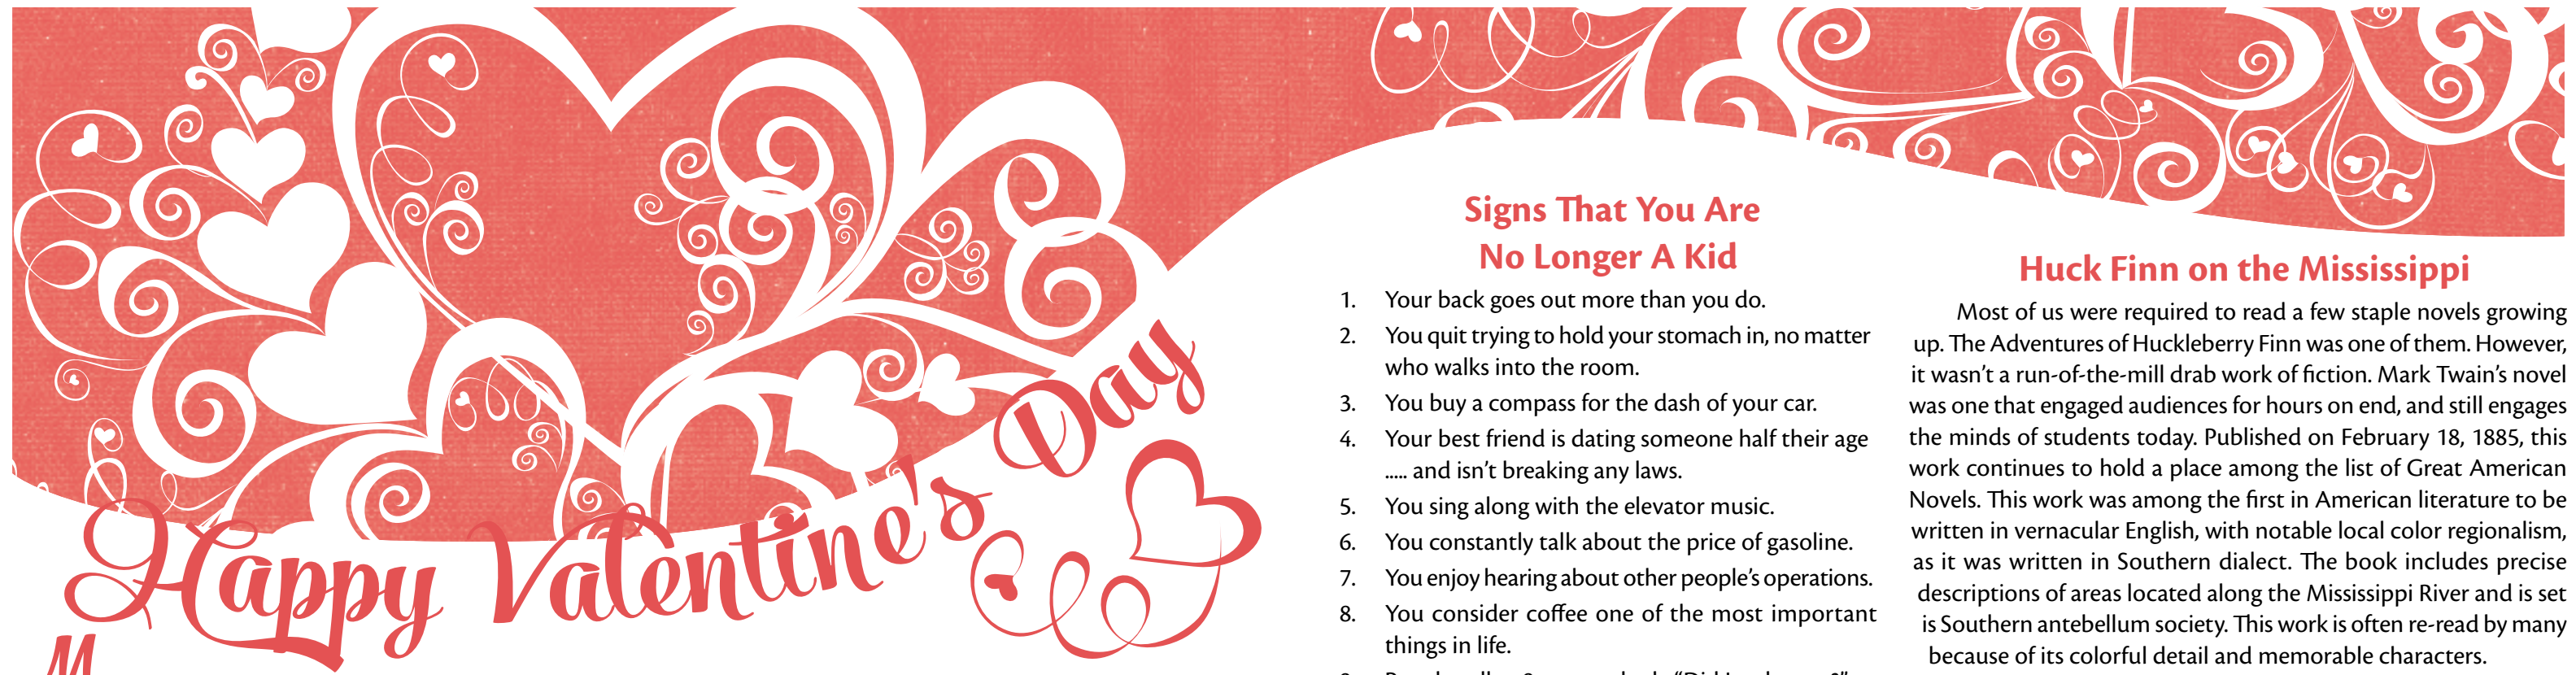 Happy Valentine's Day
Signs That You Are
No Longer A Kid
1. Your back goes out more than you do.
2. You quit trying to hold your stomach in, no matter
who walks into the room.
3. You buy a compass for the dash of your car.
4. Your best friend is dating someone half their age
..... and isn’t breaking any laws.
5. You sing along with the elevator music.
6. You constantly talk about the price of gasoline.
7. You enjoy hearing about other people’s operations.
8. You consider coffee one of the most important
things in life.
Huck Finn on the Mississippi
Most of us were required to read a few staple novels growing
up. The Adventures of Huckleberry Finn was one of them. However,
it wasn’t a run-of-the-mill drab work of fiction. Mark Twain’s novel
was one that engaged audiences for hours on end, and still engages
the minds of students today. Published on February 18, 1885, this
work continues to hold a place among the list of Great American
Novels. This work was among the first in American literature to be
written in vernacular English, with notable local color regionalism,
as it was written in Southern dialect. The book includes precise
descriptions of areas located along the Mississippi River and is set
is Southern antebellum society. This work is often re-read by many
because of its colorful detail and memorable characters.